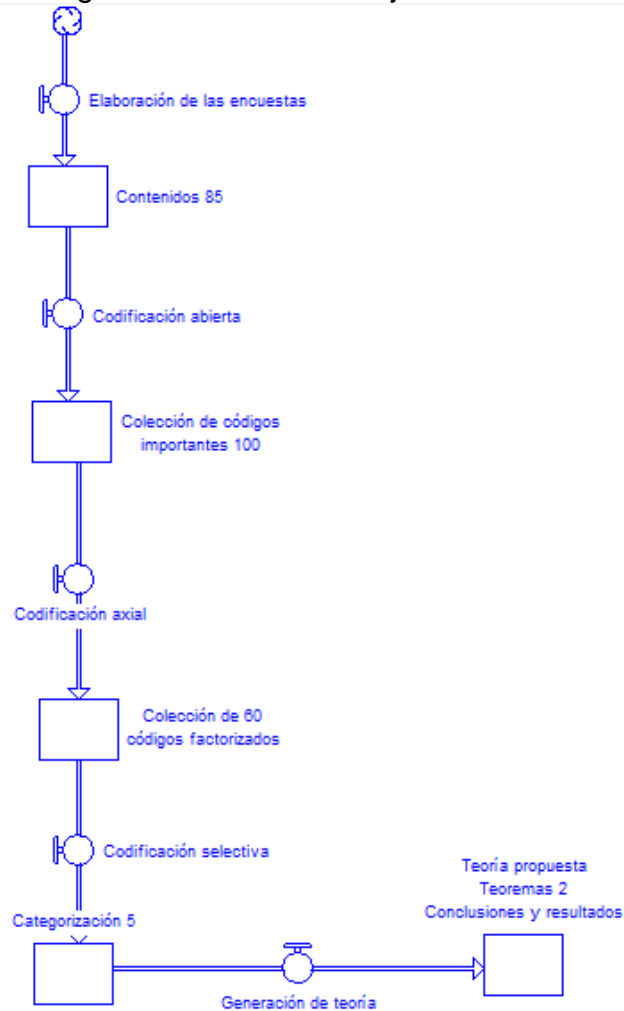 Elaboración de las encuestas
Contenidos 85
Codificación abierta
Colección de códigos
importantes 100
Codificación axial
Colección de 60
códigos factorizados
Codificación selectiva
Categorización 5
Teoría propuesta
Teoremas 2
Conclusiones y resultados
Generación de teoría